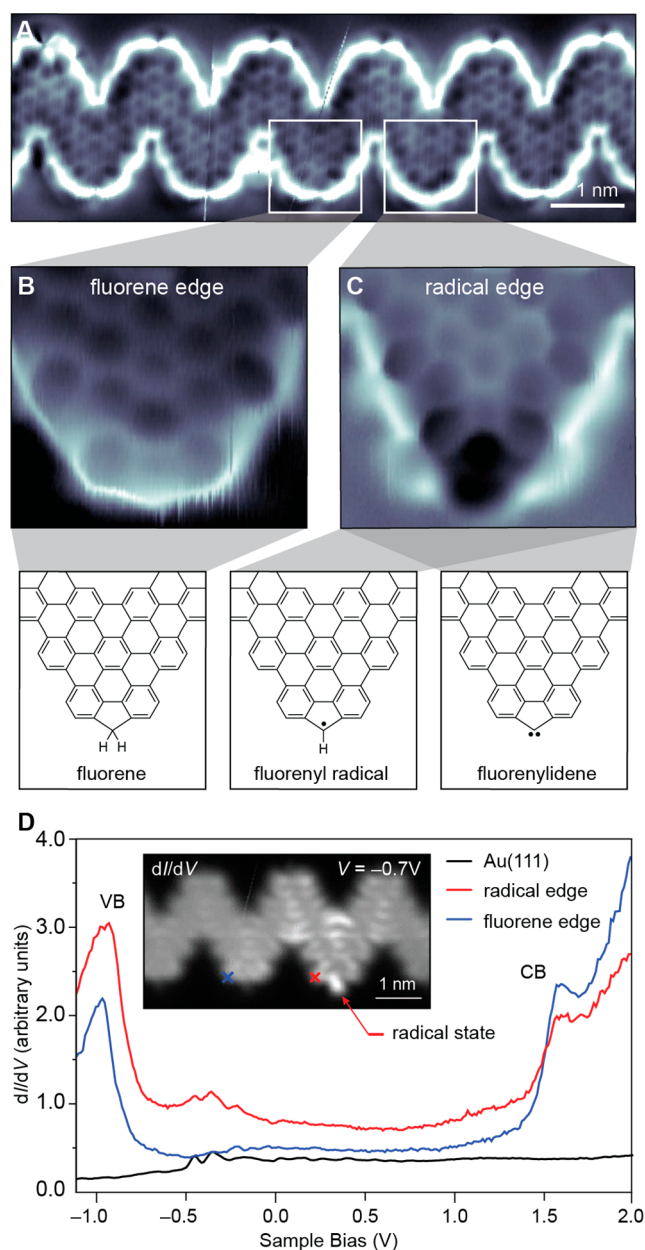 A
1 nm
B
fluorene edge
C
radical edge
H H
fluorene
•
H
fluorenyl radical
••
fluorenylidene
D
4.0
3.0
2.0
1.0
0.0
dI/dV (arbitrary units)
VB
dI/dV
V = –0.7V
1 nm
radical state
Au(111)
radical edge
fluorene edge
CB
–1.0
–0.5
0.0
0.5
1.0
1.5
2.0
Sample Bias (V)